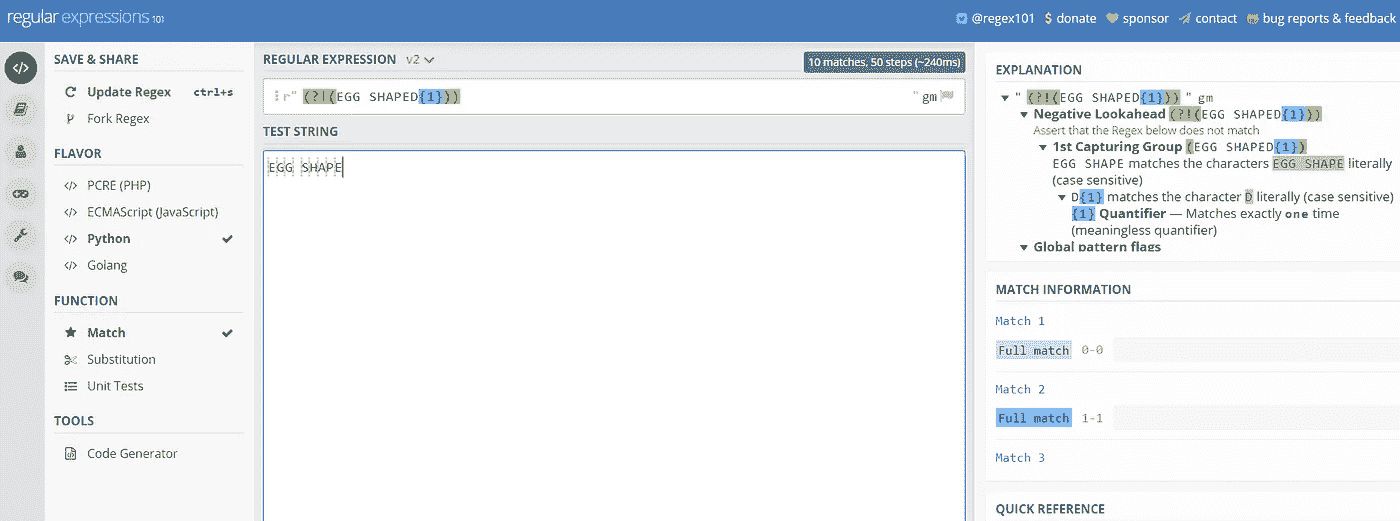 regular expressions 101
@regex101 $ donate sponsor contact bug reports & feedback
SAVE & SHARE
Update Regex ctrl+s
Fork Regex
FLAVOR
</> PCRE (PHP)
</> ECMAScript (JavaScript)
</> Python
</> Golang
FUNCTION
Match
Substitution
Unit Tests
TOOLS
Code Generator
REGULAR EXPRESSION v2
10 matches, 50 steps (~240ms)
r" (?!(EGG SHAPED{1})) " gm
TEST STRING
EGG SHAPE
EXPLANATION
" (?!(EGG SHAPED{1})) " gm
Negative Lookahead (?!(EGG SHAPED{1}))
Assert that the Regex below does not match
1st Capturing Group (EGG SHAPED{1})
EGG SHAPE matches the characters EGG SHAPE literally
(case sensitive)
D{1} matches the character D literally (case sensitive)
{1} Quantifier — Matches exactly one time
(meaningless quantifier)
Global pattern flags
MATCH INFORMATION
Match 1
Full match 0-0
Match 2
Full match 1-1
Match 3
QUICK REFERENCE